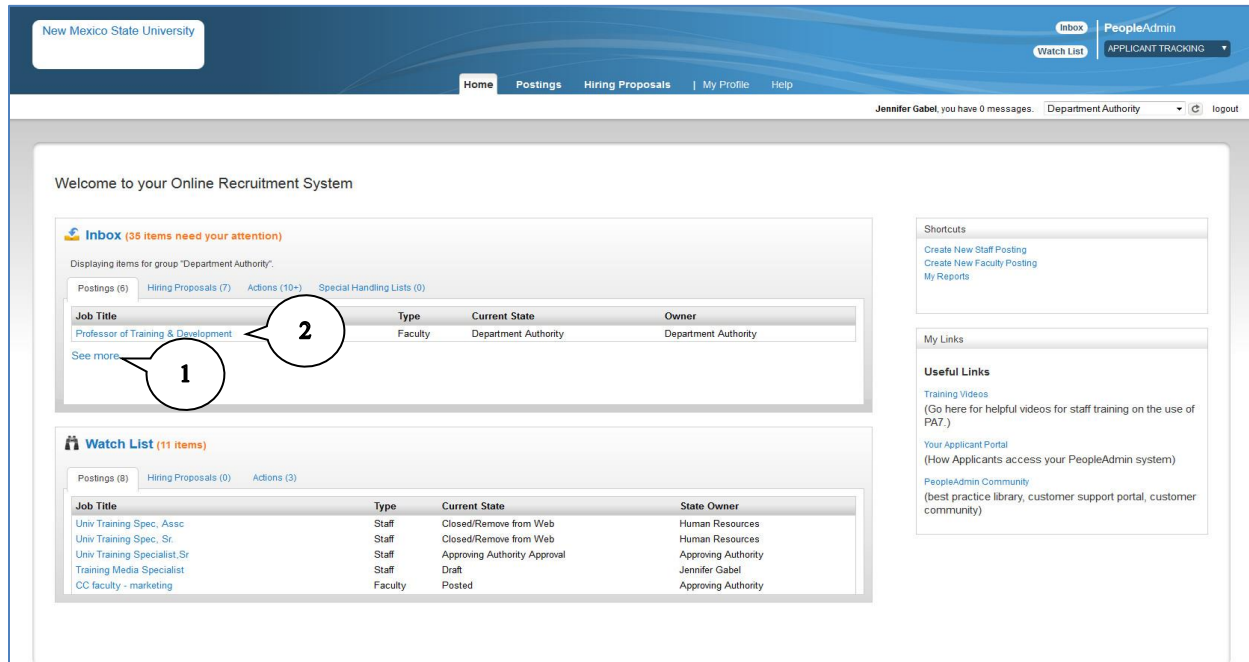 New Mexico State University
Inbox
PeopleAdmin
Watch List
APPLICANT TRACKING
Home Postings Hiring Proposals | My Profile Help
Jennifer Gabel, you have 0 messages. Department Authority logout
Welcome to your Online Recruitment System
Inbox (35 items need your attention)
Displaying items for group "Department Authority".
Postings (6) Hiring Proposals (7) Actions (10+) Special Handling Lists (0)
Job Title Type Current State Owner
Professor of Training & Development Faculty Department Authority Department Authority
2
See more
1
Watch List (11 items)
Postings (8) Hiring Proposals (0) Actions (3)
Job Title Type Current State State Owner
Univ Training Spec, Assc Staff Closed/Remove from Web Human Resources
Univ Training Spec, Sr. Staff Closed/Remove from Web Human Resources
Univ Training Specialist,Sr Staff Approving Authority Approval Approving Authority
Training Media Specialist Staff Draft Jennifer Gabel
CC faculty - marketing Faculty Posted Approving Authority
Shortcuts
Create New Staff Posting
Create New Faculty Posting
My Reports
My Links
Useful Links
Training Videos
(Go here for helpful videos for staff training on the use of
PA7.)
Your Applicant Portal
(How Applicants access your PeopleAdmin system)
PeopleAdmin Community
(best practice library, customer support portal, customer
community)